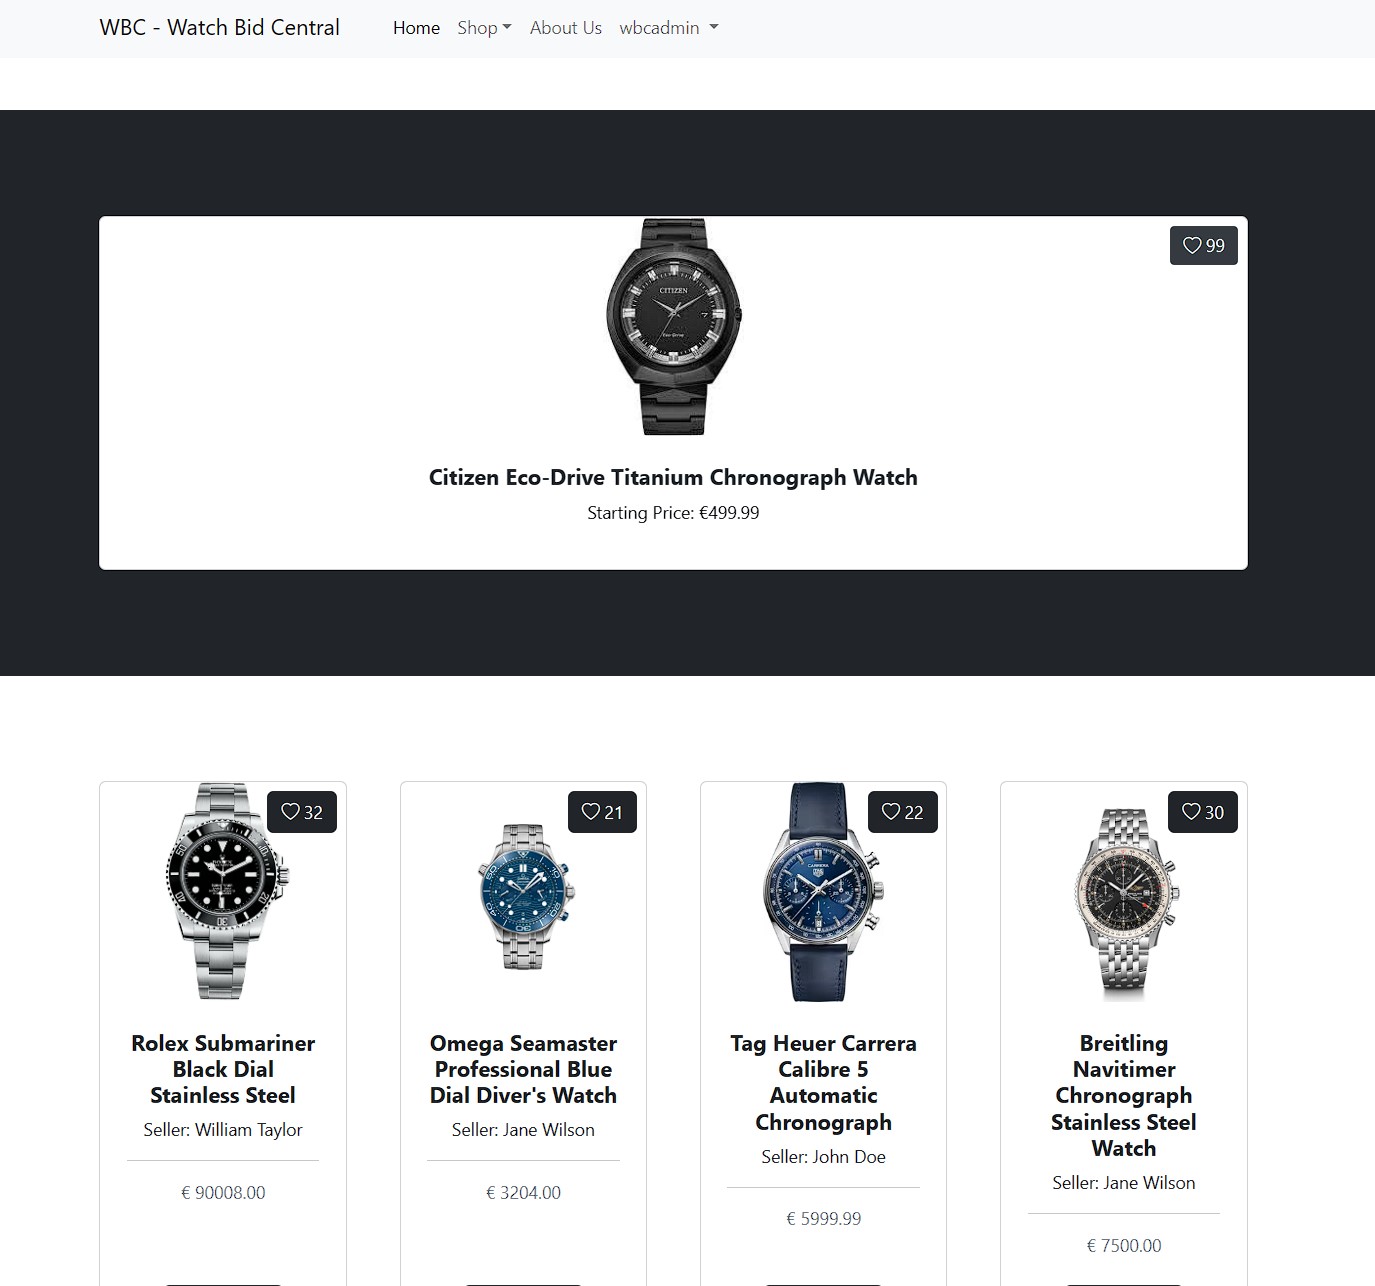 WBC - Watch Bid Central Home Shop About Us wbcadmin
99
CITIZEN
Eco-Drive
Citizen Eco-Drive Titanium Chronograph Watch
Starting Price: €499.99
32
21
22
30
CARRERA
Rolex Submariner
Black Dial
Stainless Steel
Seller: William Taylor
€ 90008.00
Omega Seamaster
Professional Blue
Dial Diver's Watch
Seller: Jane Wilson
€ 3204.00
Tag Heuer Carrera
Calibre 5
Automatic
Chronograph
Seller: John Doe
€ 5999.99
Breitling
Navitimer
Chronograph
Stainless Steel
Watch
Seller: Jane Wilson
€ 7500.00